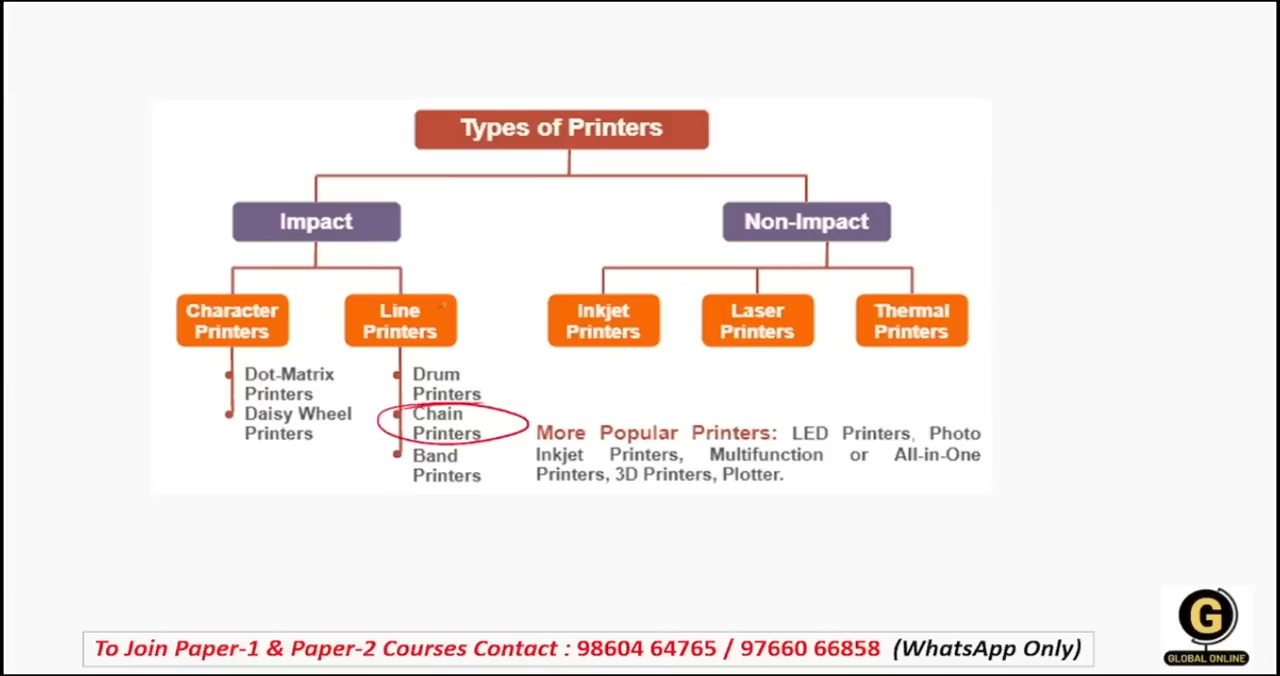 Types of Printers
Impact
Non-Impact
Character
Printers
Line
Printers
Inkjet
Printers
Laser
Printers
Thermal
Printers
Dot-Matrix
Printers
Daisy Wheel
Printers
Drum
Printers
Chain
Printers
Band
Printers
More Popular Printers: LED Printers, Photo
Inkjet Printers, Multifunction or All-in-One
Printers, 3D Printers, Plotter.
To Join Paper-1 & Paper-2 Courses Contact : 98604 64765 / 97660 66858 (WhatsApp Only)
G
GLOBAL ONLINE